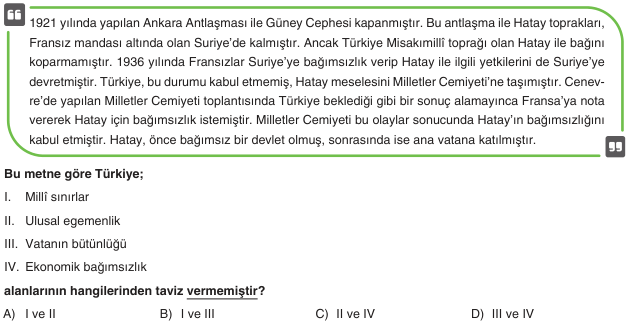 1921 yılında yapılan Ankara Antlaşması ile Güney Cephesi kapanmıştır. Bu antlaşma ile Hatay toprakları,
Fransız mandası altında olan Suriye'de kalmıştır. Ancak Türkiye Misakımillî toprağı olan Hatay ile bağını
koparmamıştır. 1936 yılında Fransızlar Suriye'ye bağımsızlık verip Hatay ile ilgili yetkilerini de Suriye'ye
devretmiştir. Türkiye, bu durumu kabul etmemiş, Hatay meselesini Milletler Cemiyeti'ne taşımıştır. Cenev-
re'de yapılan Milletler Cemiyeti toplantısında Türkiye beklediği gibi bir sonuç alamayınca Fransa'ya nota
vererek Hatay için bağımsızlık istemiştir. Milletler Cemiyeti bu olaylar sonucunda Hatay'ın bağımsızlığını
kabul etmiştir. Hatay, önce bağımsız bir devlet olmuş, sonrasında ise ana vatana katılmıştır.
Bu metne göre Türkiye;
I. Millî sınırlar
II. Ulusal egemenlik
III. Vatanın bütünlüğü
IV. Ekonomik bağımsızlık
alanlarının hangilerinden taviz vermemiştir?
A) I ve II B) I ve III C) II ve IV D) III ve IV